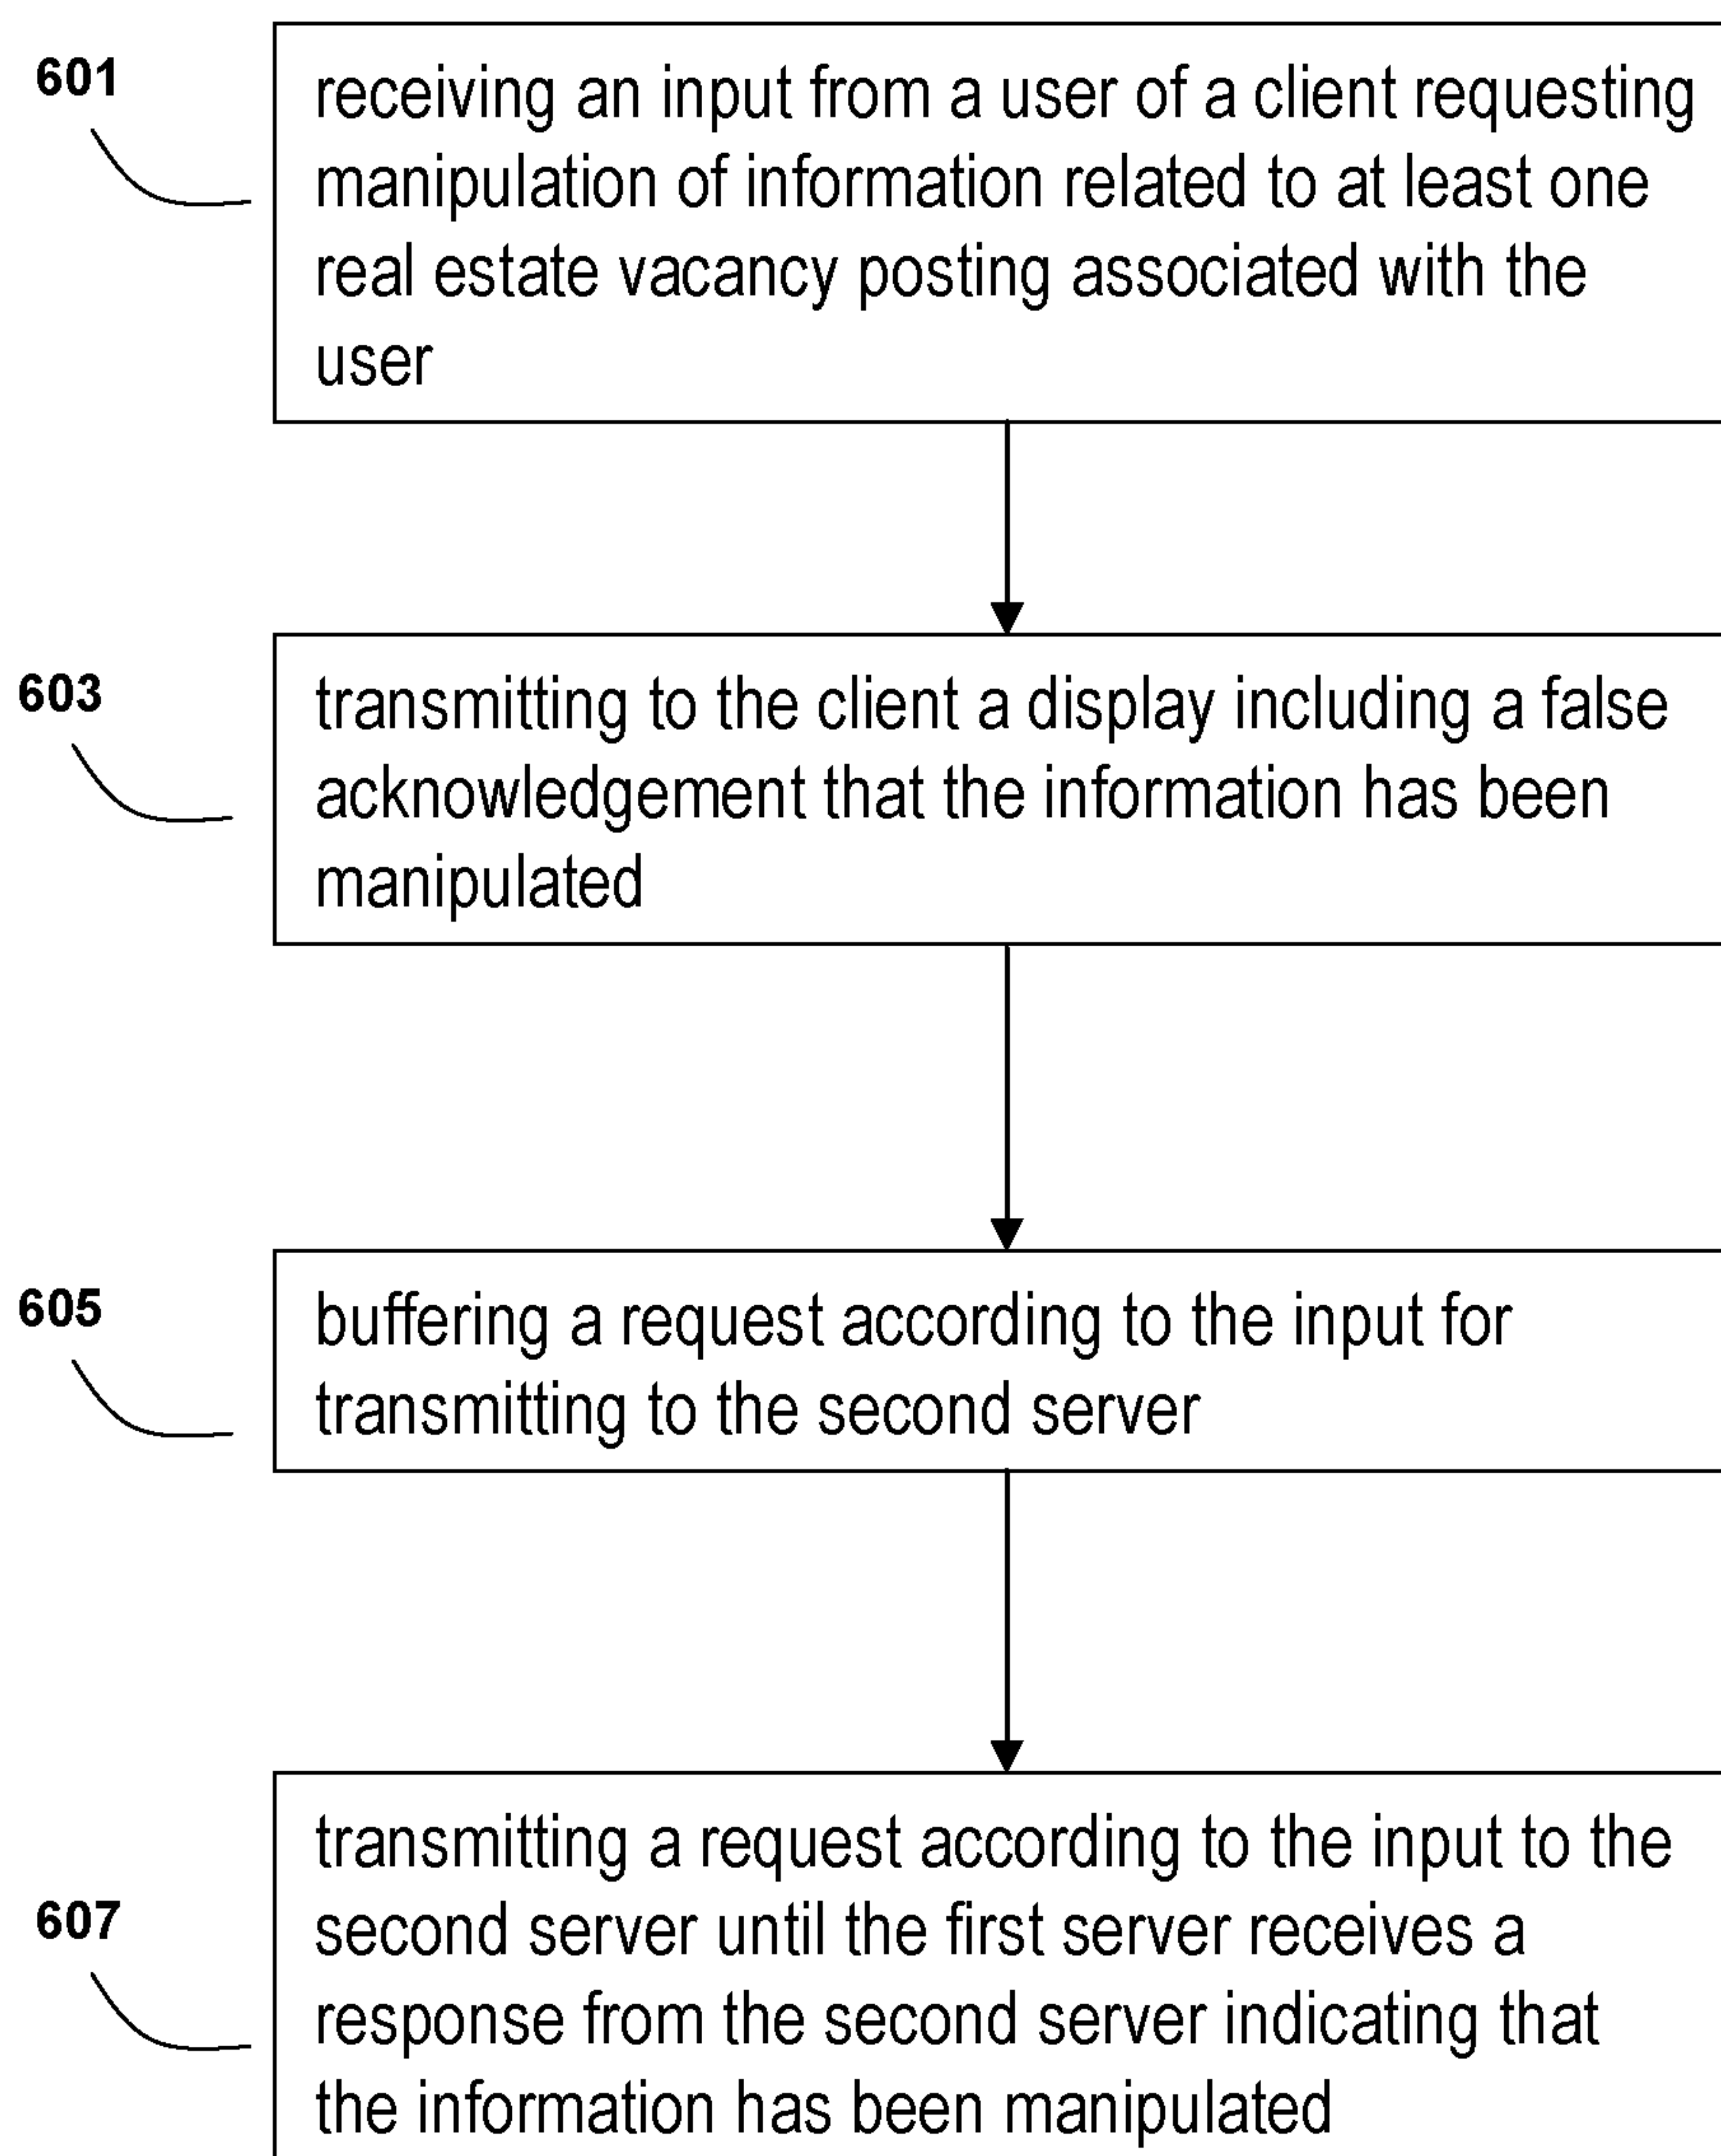 601
receiving an input from a user of a client requesting
manipulation of information related to at least one
real estate vacancy posting associated with the
user
603
transmitting to the client a display including a false
acknowledgement that the information has been
manipulated
605
buffering a request according to the input for
transmitting to the second server
607
transmitting a request according to the input to the
second server until the first server receives a
response from the second server indicating that
the information has been manipulated